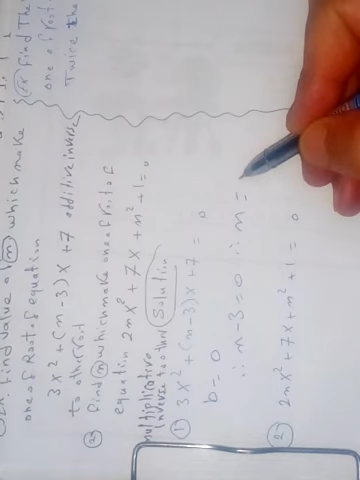 find value of (m) which make
one of Root of equation
3x² + (m-3)x + 7 additive inverse
to other root
② find (m) which make one of root of
equation 2mx² + 7x + m² + 1 = 0
multiplicative
inverse to other
Solution
① 3x² + (m-3)x + 7 = 0
b = 0
∴ m-3 = 0 ∴ m =
② 2mx² + 7x + m² + 1 = 0
find The
one of root
Twice the